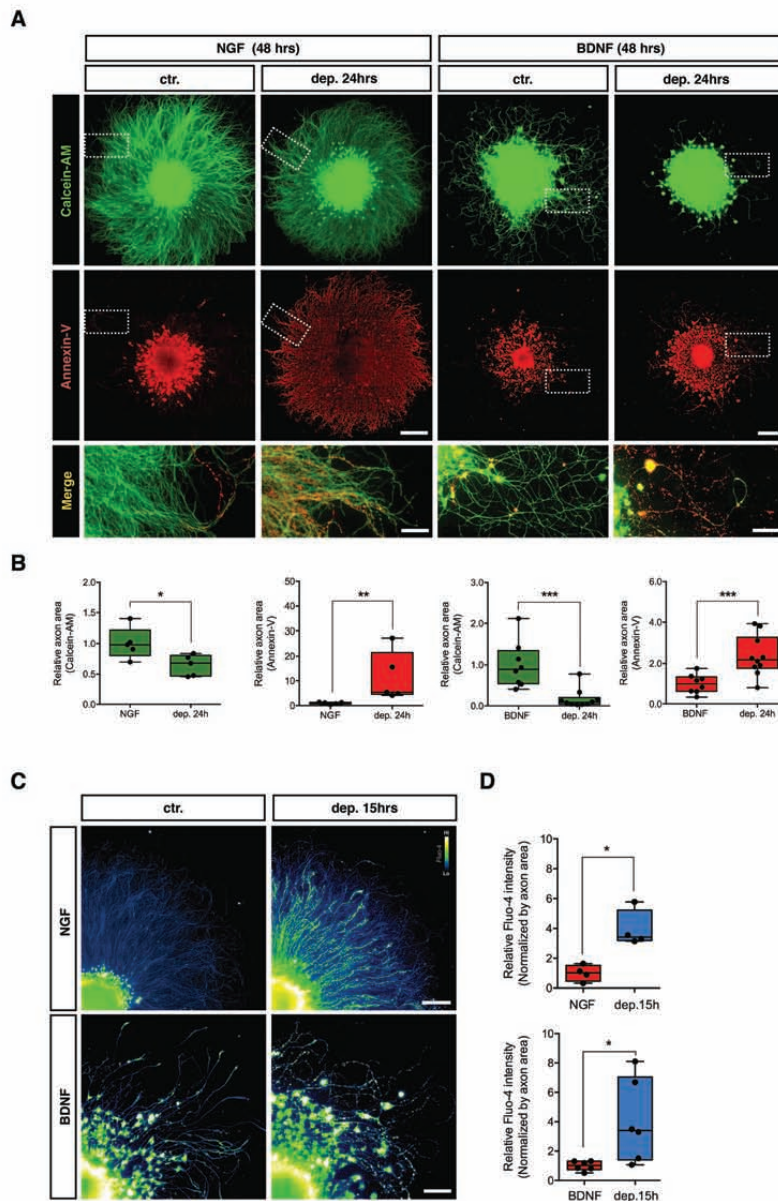 A
NGF (48 hrs)
BDNF (48 hrs)
ctr.
dep. 24hrs
ctr.
dep. 24hrs
Calcein-AM
Annexin-V
Merge
B
Relative axon area
(Calcein-AM)
2.0
1.5
1.0
0.5
0.0
*
NGF
dep. 24h
Relative axon area
(Annexin-V)
50
40
30
20
10
0
**
NGF
dep. 24h
Relative axon area
(Calcein-AM)
3.0
2.0
1.0
0.0
***
BDNF
dep. 24h
Relative axon area
(Annexin-V)
6.0
4.0
2.0
0.0
***
BDNF
dep. 24h
C
ctr.
dep. 15hrs
NGF
BDNF
Hi
Fluo-4
Lo
D
Relative Fluo-4 intensity
(Normalized by axon area)
10
8
6
4
2
0
*
NGF
dep.15h
Relative Fluo-4 intensity
(Normalized by axon area)
10
8
6
4
2
0
*
BDNF
dep.15h